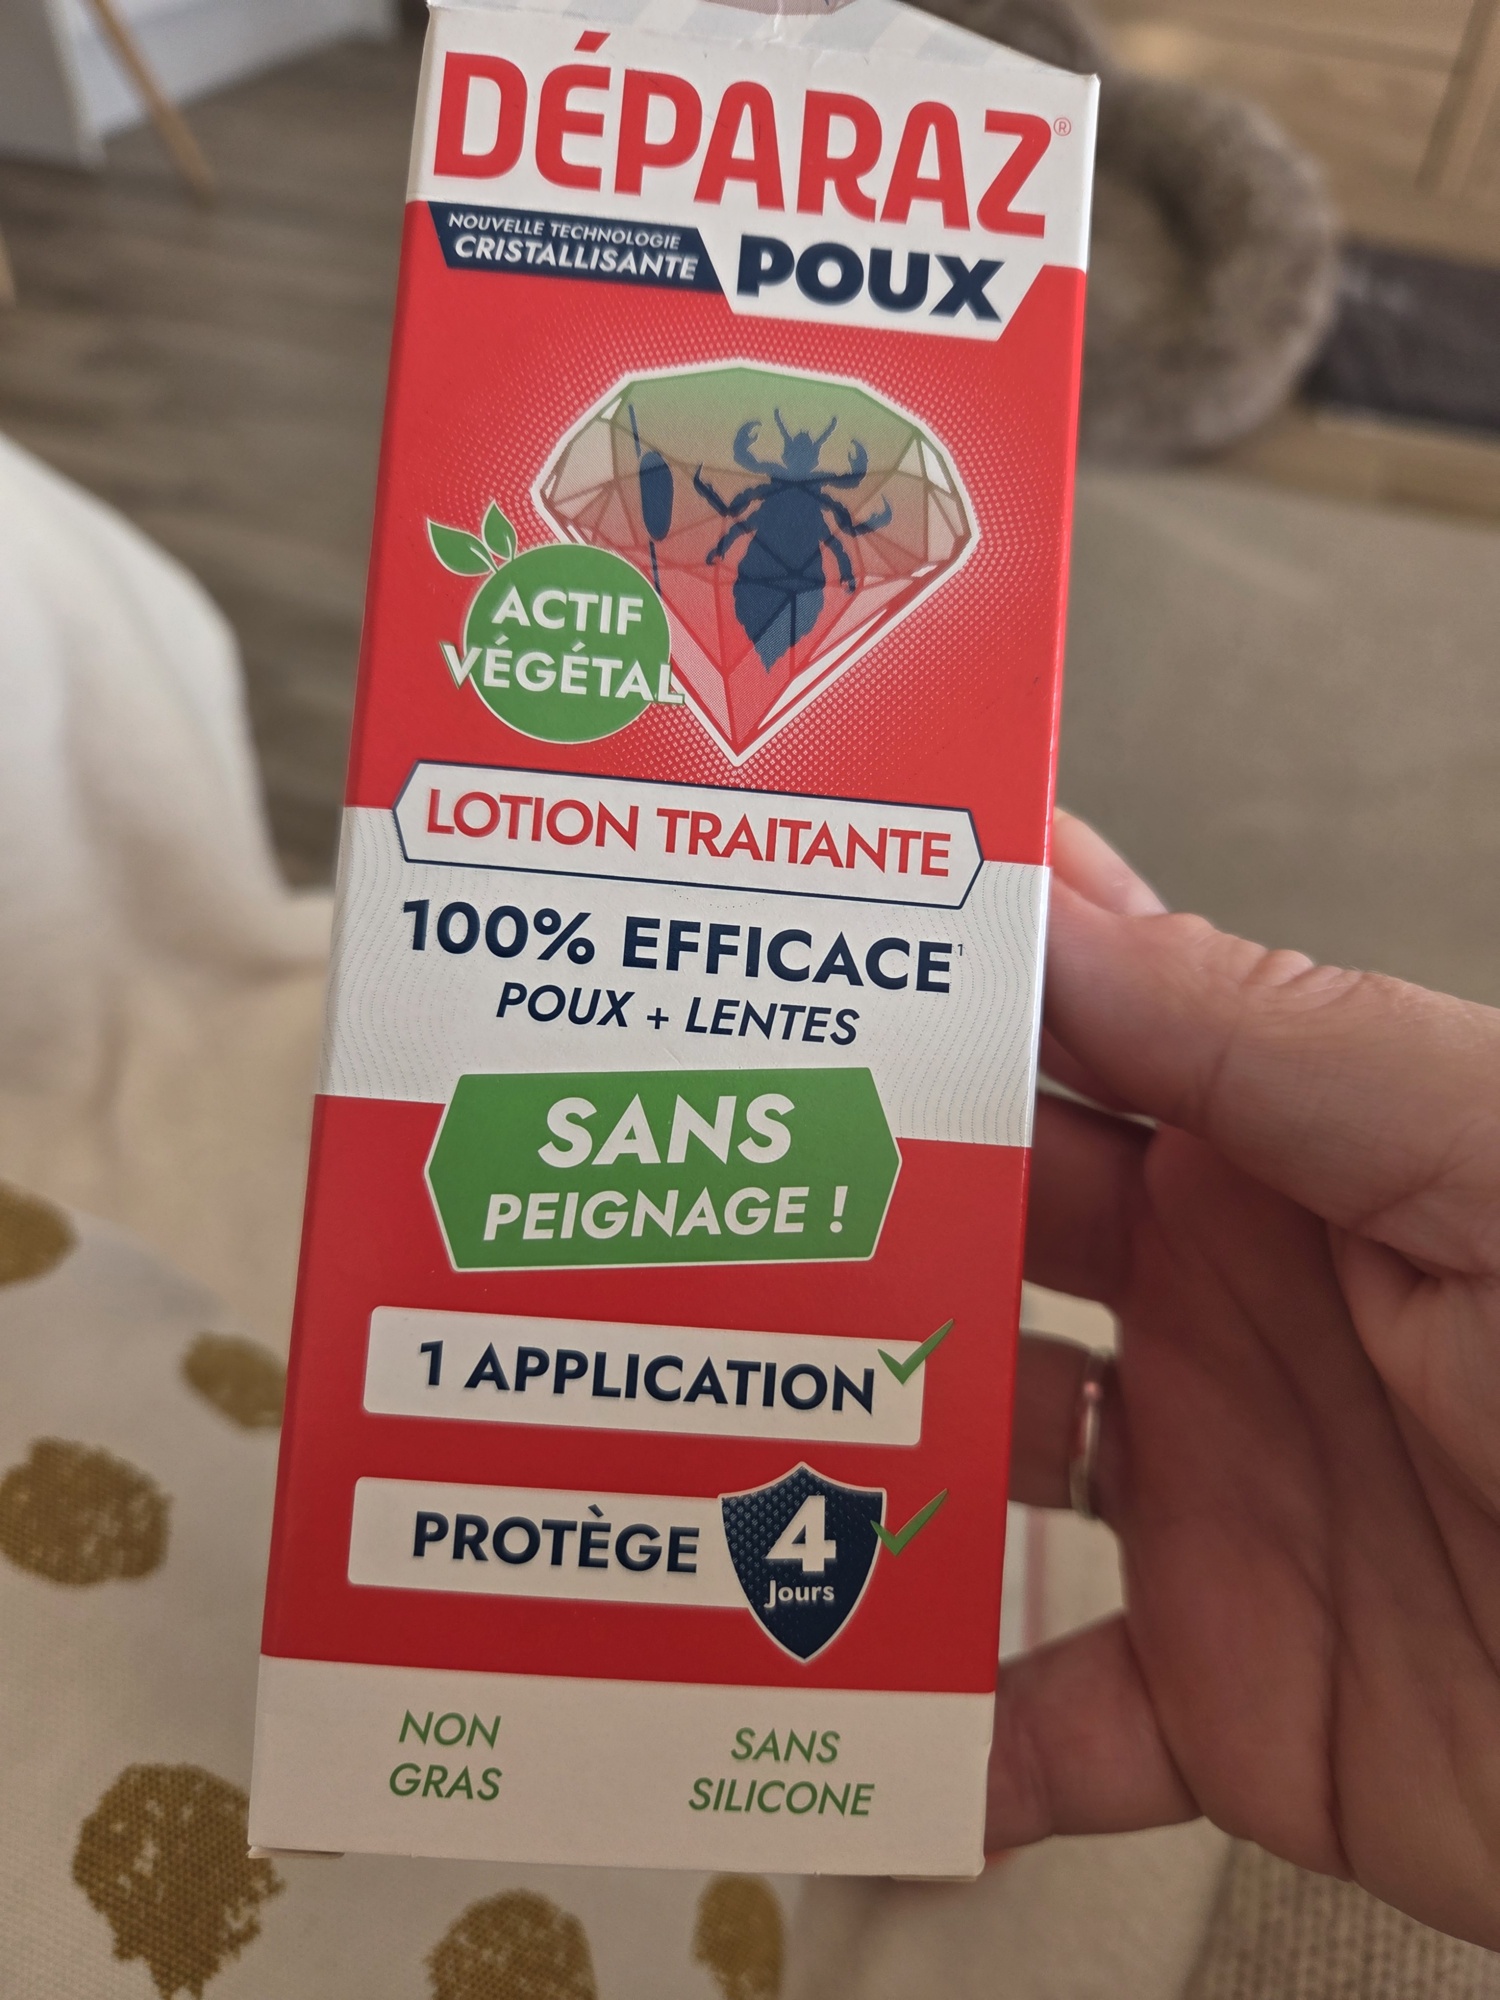 DÉPARAZ®
NOUVELLE TECHNOLOGIE
CRISTALLISANTE
POUX
ACTIF
VÉGÉTAL
LOTION TRAITANTE
100% EFFICACE¹
POUX + LENTES
SANS
PEIGNAGE !
1 APPLICATION
PROTÈGE
4
Jours
NON
GRAS
SANS
SILICONE